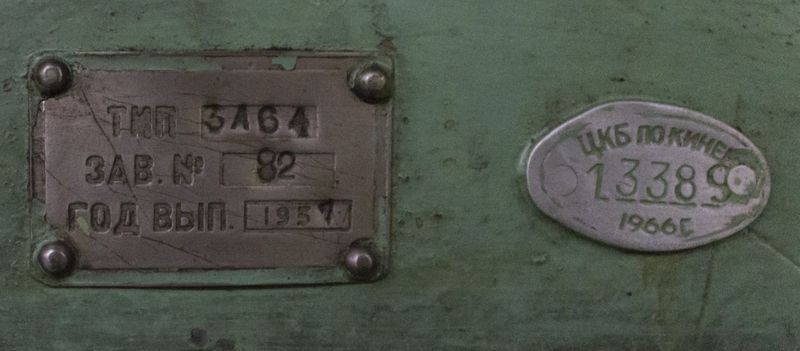 ТИП 3А64
ЗАВ. № 82
ГОД ВЫП. 1957
ЦКБ ПО КИНЕ
13389
1966г.